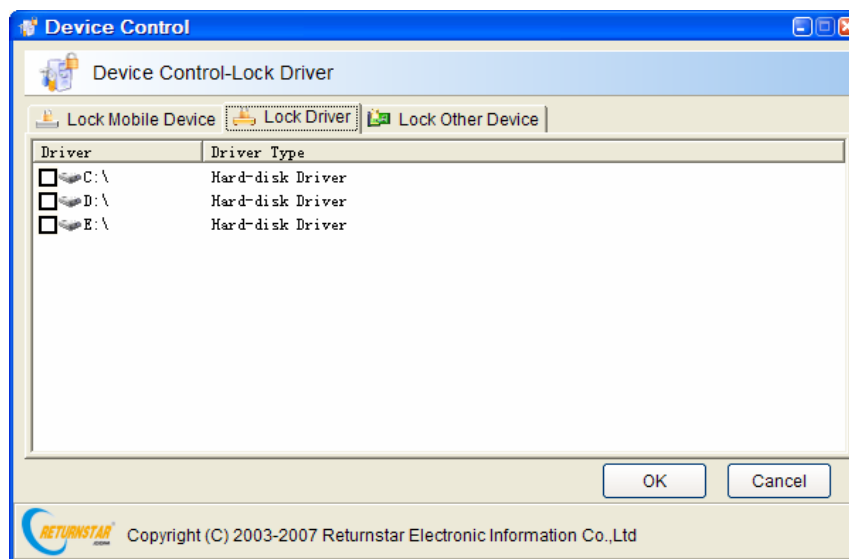 Device Control
Device Control-Lock Driver
Lock Mobile Device Lock Driver Lock Other Device
Driver Driver Type
C:\ Hard-disk Driver
D:\ Hard-disk Driver
E:\ Hard-disk Driver
OK Cancel
RETURNSTAR Copyright (C) 2003-2007 Returnstar Electronic Information Co.,Ltd